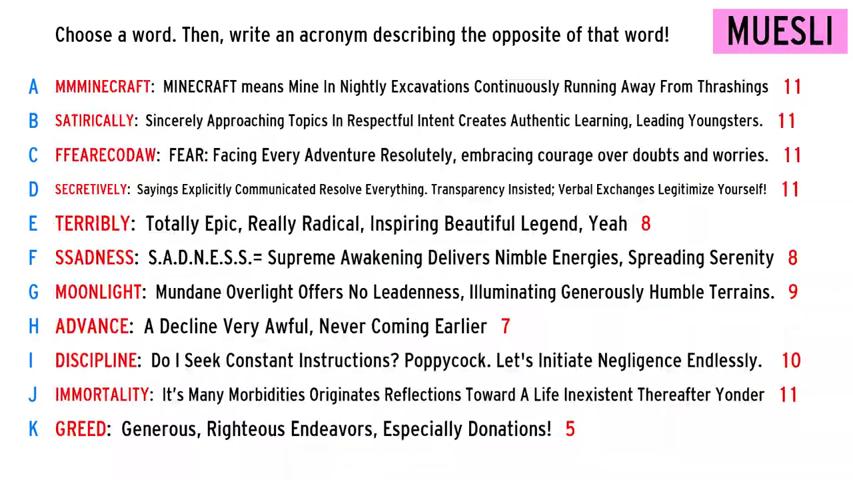 Choose a word. Then, write an acronym describing the opposite of that word! MUESLI
A MMMINECRAFT: MINECRAFT means Mine In Nightly Excavations Continuously Running Away From Thrashings 11
B SATIRICALLY: Sincerely Approaching Topics In Respectful Intent Creates Authentic Learning, Leading Youngsters. 11
C FFEARECODAW: FEAR: Facing Every Adventure Resolutely, embracing courage over doubts and worries. 11
D SECRETIVELY: Sayings Explicitly Communicated Resolve Everything. Transparency Insisted; Verbal Exchanges Legitimize Yourself! 11
E TERRIBLY: Totally Epic, Really Radical, Inspiring Beautiful Legend, Yeah 8
F SSADNESS: S.A.D.N.E.S.S.= Supreme Awakening Delivers Nimble Energies, Spreading Serenity 8
G MOONLIGHT: Mundane Overlight Offers No Leadenness, Illuminating Generously Humble Terrains. 9
H ADVANCE: A Decline Very Awful, Never Coming Earlier 7
I DISCIPLINE: Do I Seek Constant Instructions? Poppycock. Let's Initiate Negligence Endlessly. 10
J IMMORTALITY: It's Many Morbidities Originates Reflections Toward A Life Inexistent Thereafter Yonder 11
K GREED: Generous, Righteous Endeavors, Especially Donations! 5